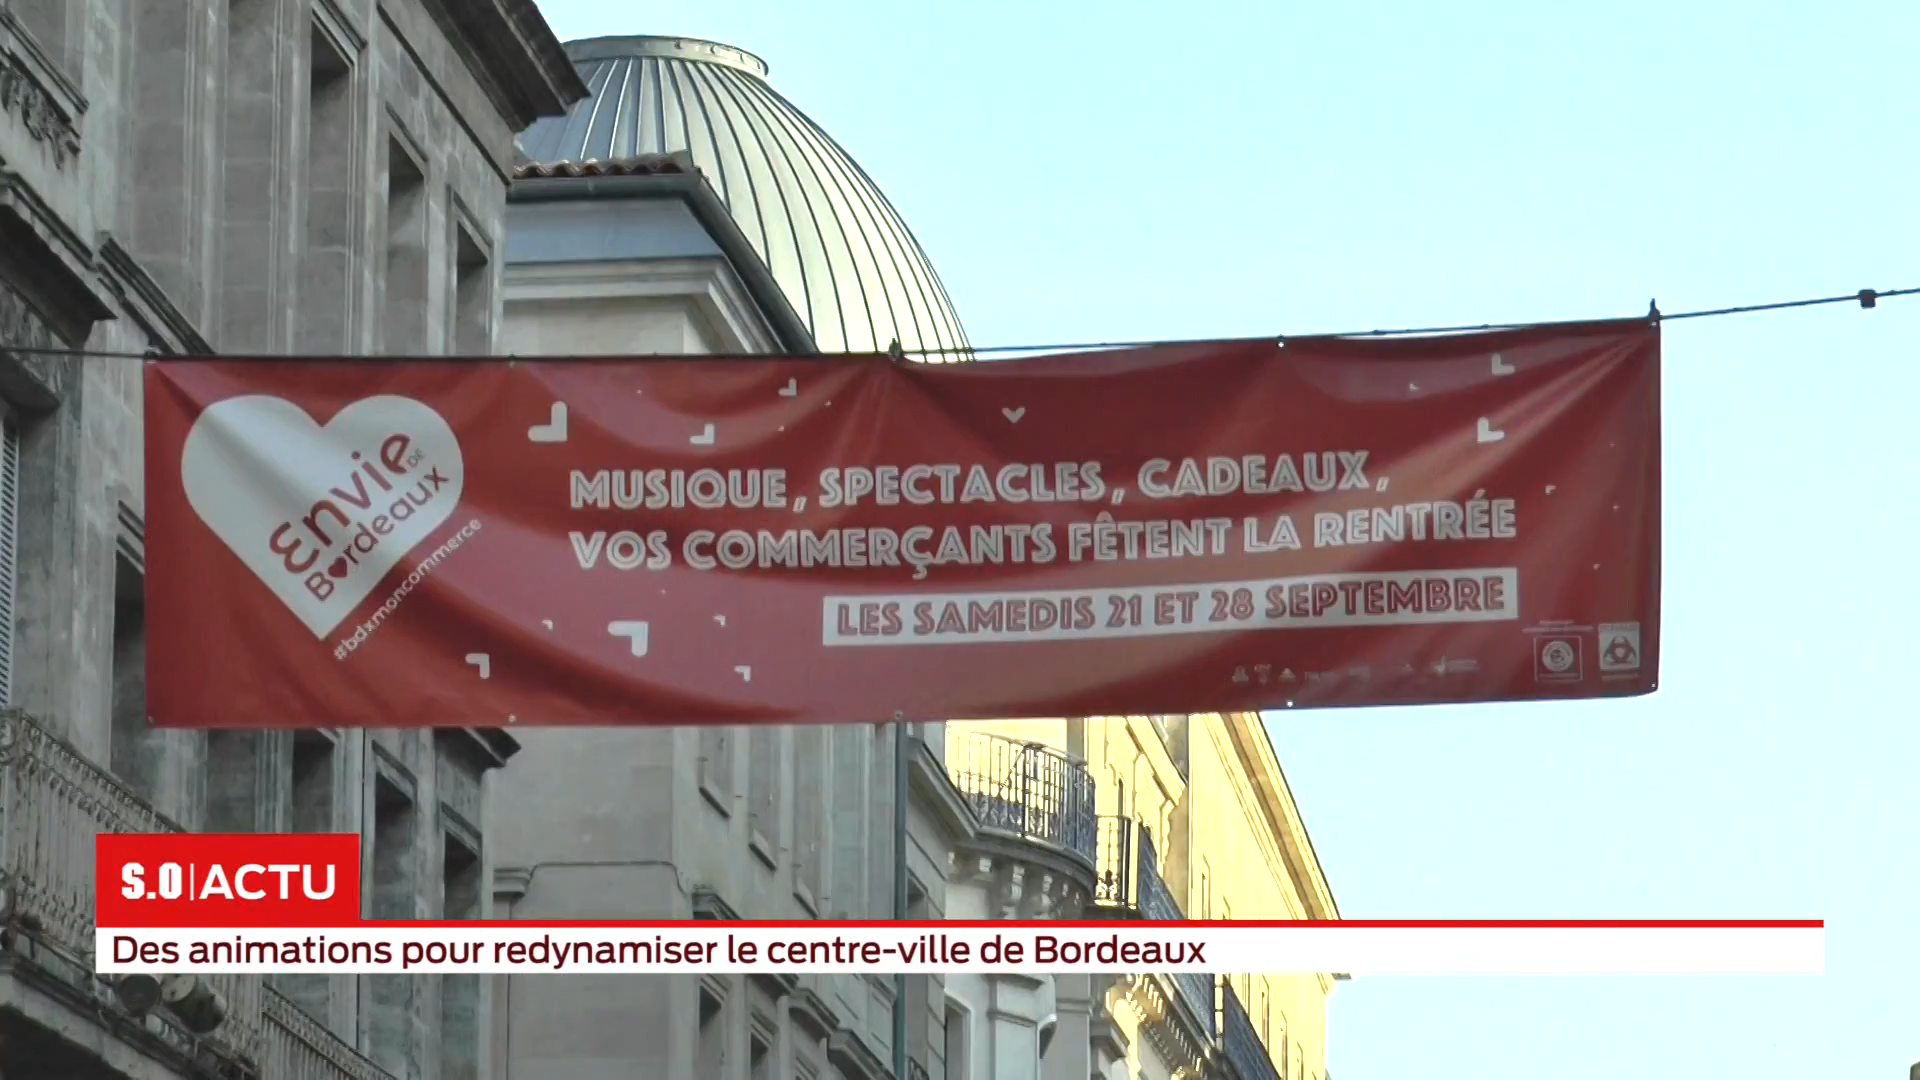 Envie
DE
Bordeaux
#bdxmoncommerce
MUSIQUE, SPECTACLES, CADEAUX,
VOS COMMERÇANTS FÊTENT LA RENTRÉE
LES SAMEDIS 21 ET 28 SEPTEMBRE
S.O|ACTU
Des animations pour redynamiser le centre-ville de Bordeaux